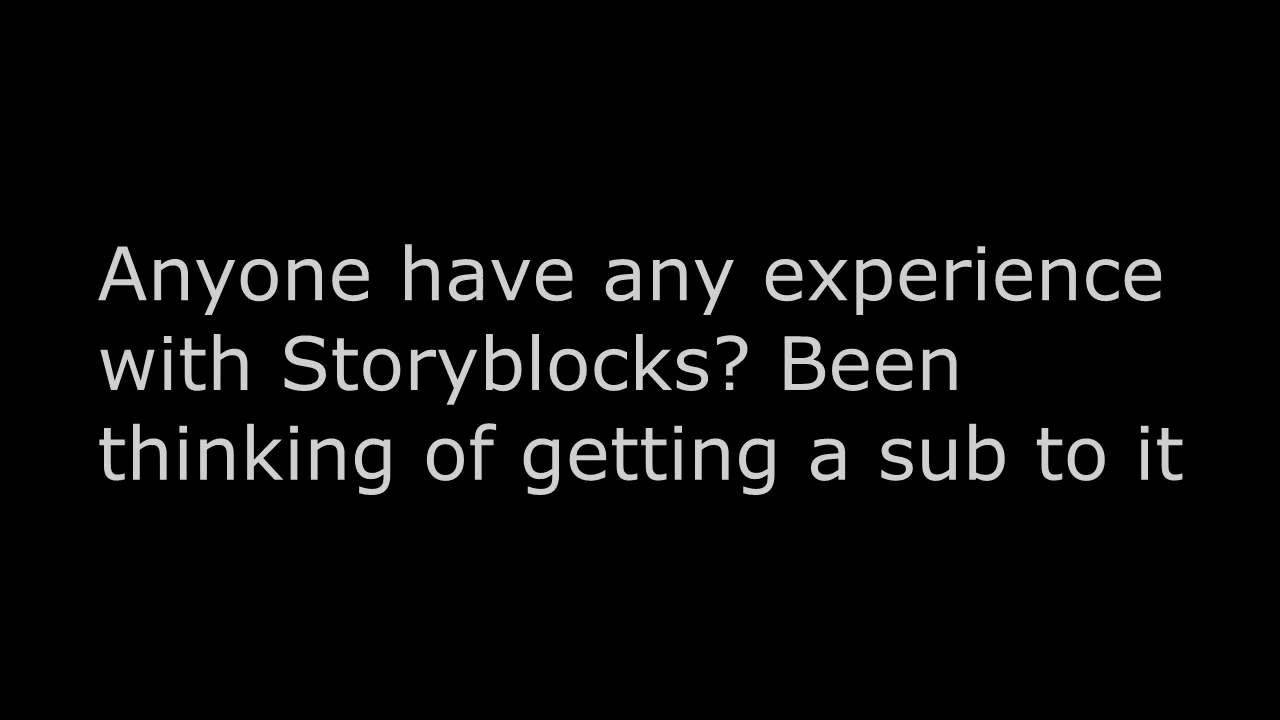 Anyone have any experience
with Storyblocks? Been
thinking of getting a sub to it